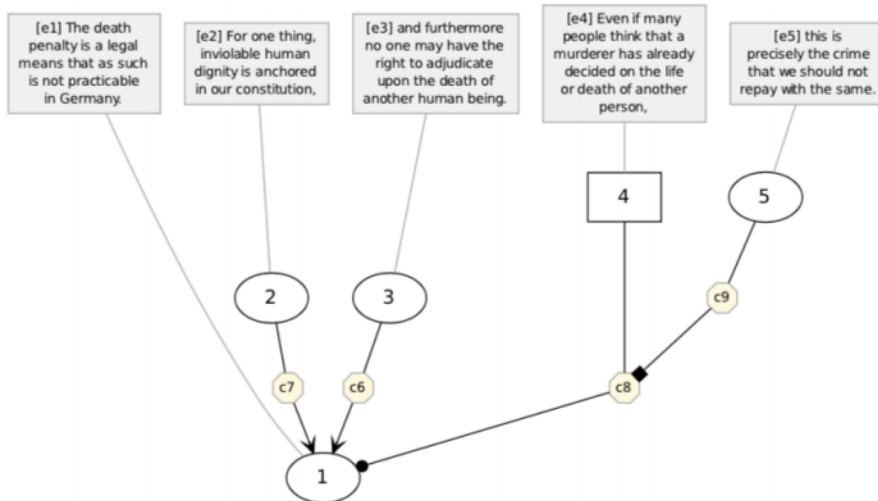 [e1] The death
penalty is a legal
means that as such
is not practicable
in Germany.
[e2] For one thing,
inviolable human
dignity is anchored
in our constitution,
[e3] and furthermore
no one may have the
right to adjudicate
upon the death of
another human being.
[e4] Even if many
people think that a
murderer has already
decided on the life
or death of another
person,
[e5] this is
precisely the crime
that we should not
repay with the same.
4
5
2
3
c9
c7
c6
c8
1